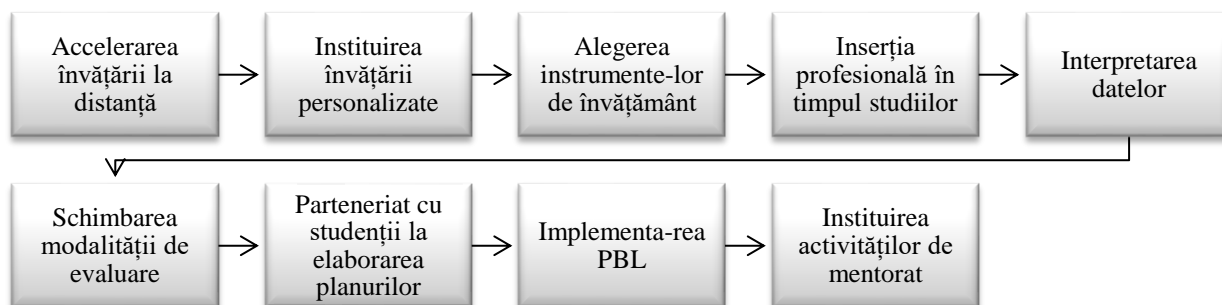 Accelerarea
învățării la
distanță
Instituirea
învățării
personalizate
Alegerea
instrumente-lor
de învățământ
Inserția
profesională în
timpul studiilor
Interpretarea
datelor
Schimbarea
modalității de
evaluare
Parteneriat cu
studenții la
elaborarea
planurilor
Implementa-rea
PBL
Instituirea
activităților de
mentorat